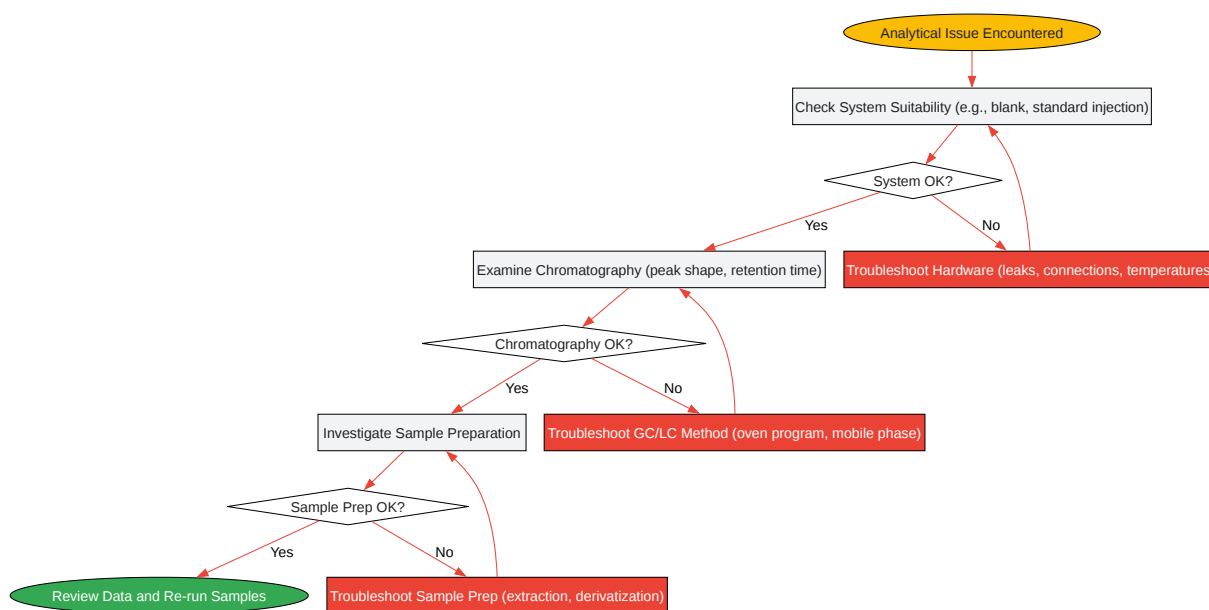 Analytical Issue Encountered
Check System Suitability (e.g., blank, standard injection)
System OK?
Yes
No
Examine Chromatography (peak shape, retention time)
Troubleshoot Hardware (leaks, connections, temperatures
Chromatography OK?
Yes
No
Investigate Sample Preparation
Troubleshoot GC/LC Method (oven program, mobile phase)
Sample Prep OK?
Yes
No
Review Data and Re-run Samples
Troubleshoot Sample Prep (extraction, derivatization)